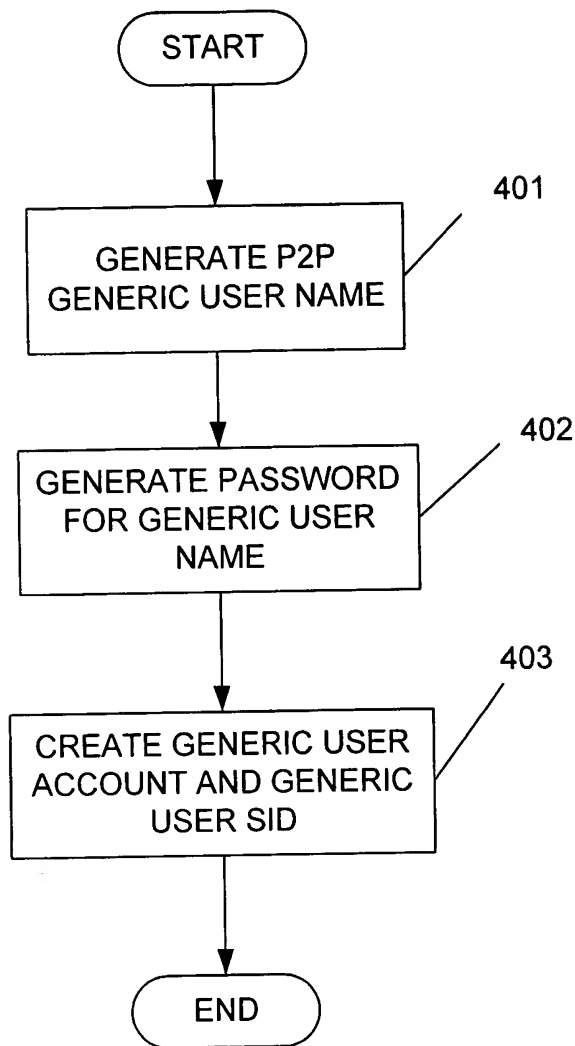 START
401
GENERATE P2P
GENERIC USER NAME
402
GENERATE PASSWORD
FOR GENERIC USER
NAME
403
CREATE GENERIC USER
ACCOUNT AND GENERIC
USER SID
END